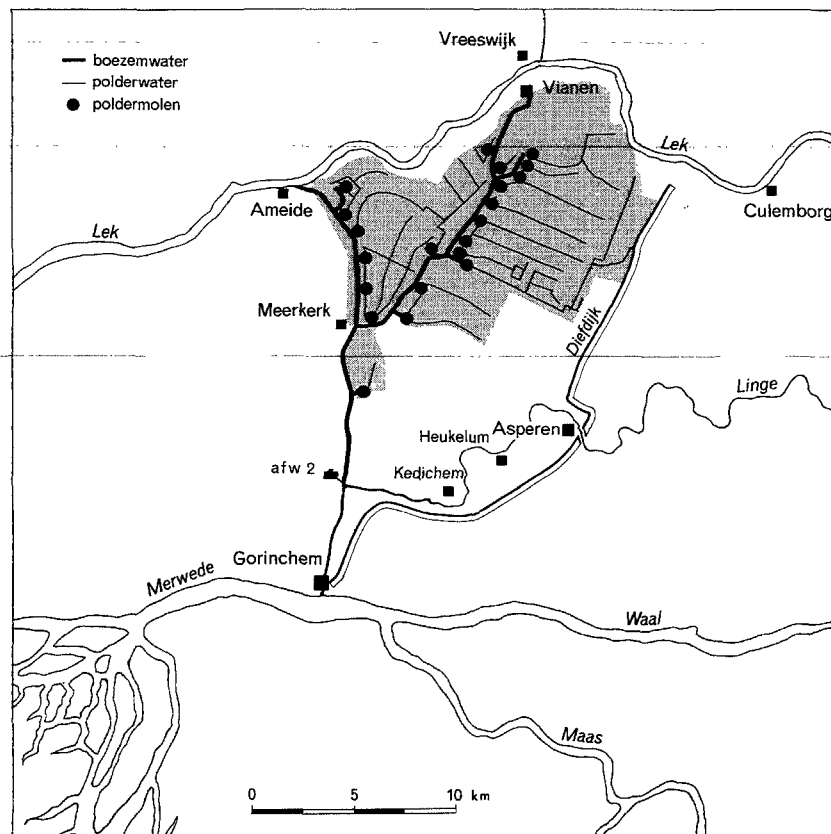 Vreeswijk
boezemwater
polderwater
poldermolen
Vianen
Lek
Ameide
Culemborg
Lek
Meerkerk
Diefdijk
Linge
Asperen
Heukelum
afw 2
Kedichem
Gorinchem
Merwede
Waal
Maas
0 5 10 km